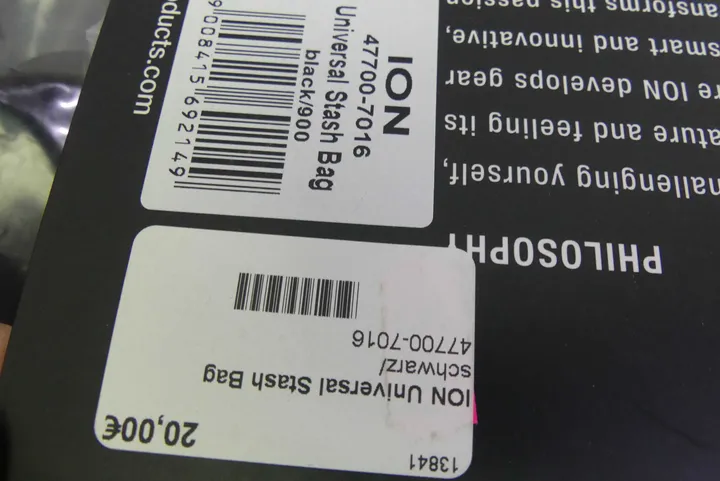 13841
ION Universal Stash Bag
schwarz/
47700-7016
20,00€
PHILOSOPHY
allenging yourself,
ature and feeling its
re ION develops gear
smart and innovative,
ansforms this passion
ION
47700-7016
Universal Stash Bag
black/900
9 008415 692149
oducts.com